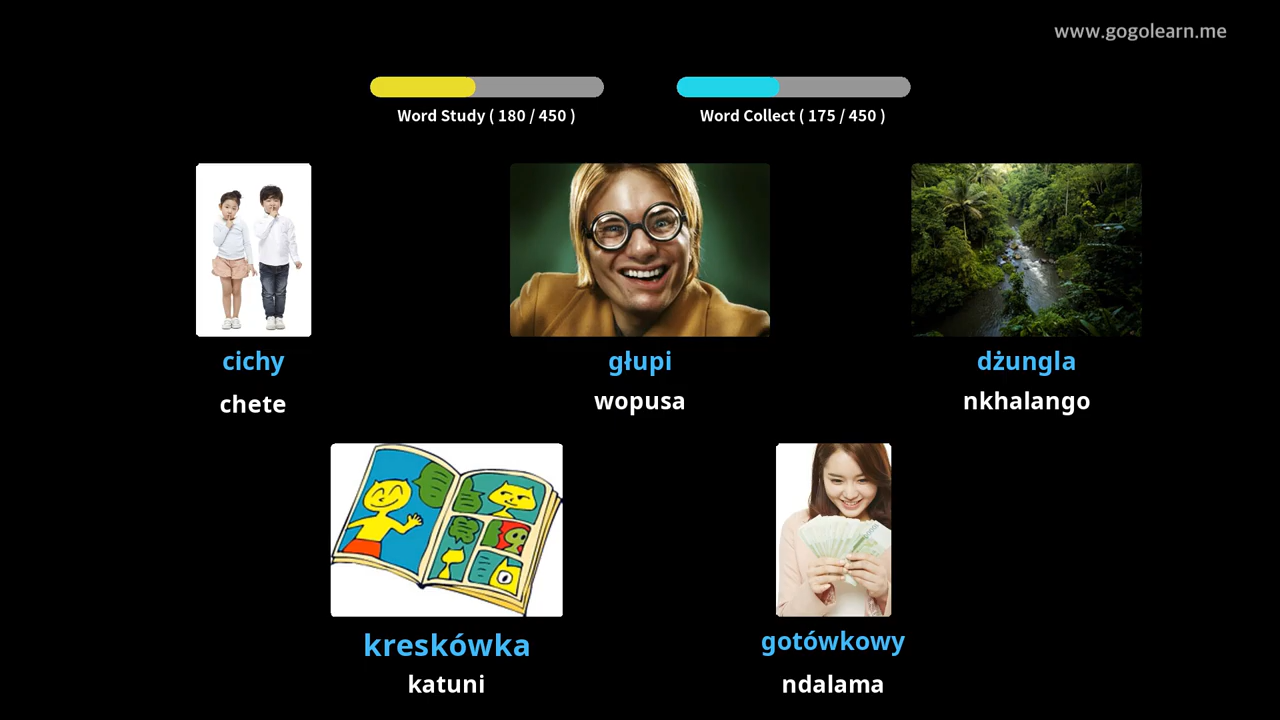 www.gogolearn.me
Word Study ( 180 / 450 )
Word Collect ( 175 / 450 )
cichy
chete
głupi
wopusa
dżungla
nkhalango
kreskówka
katuni
gotówkowy
ndalama